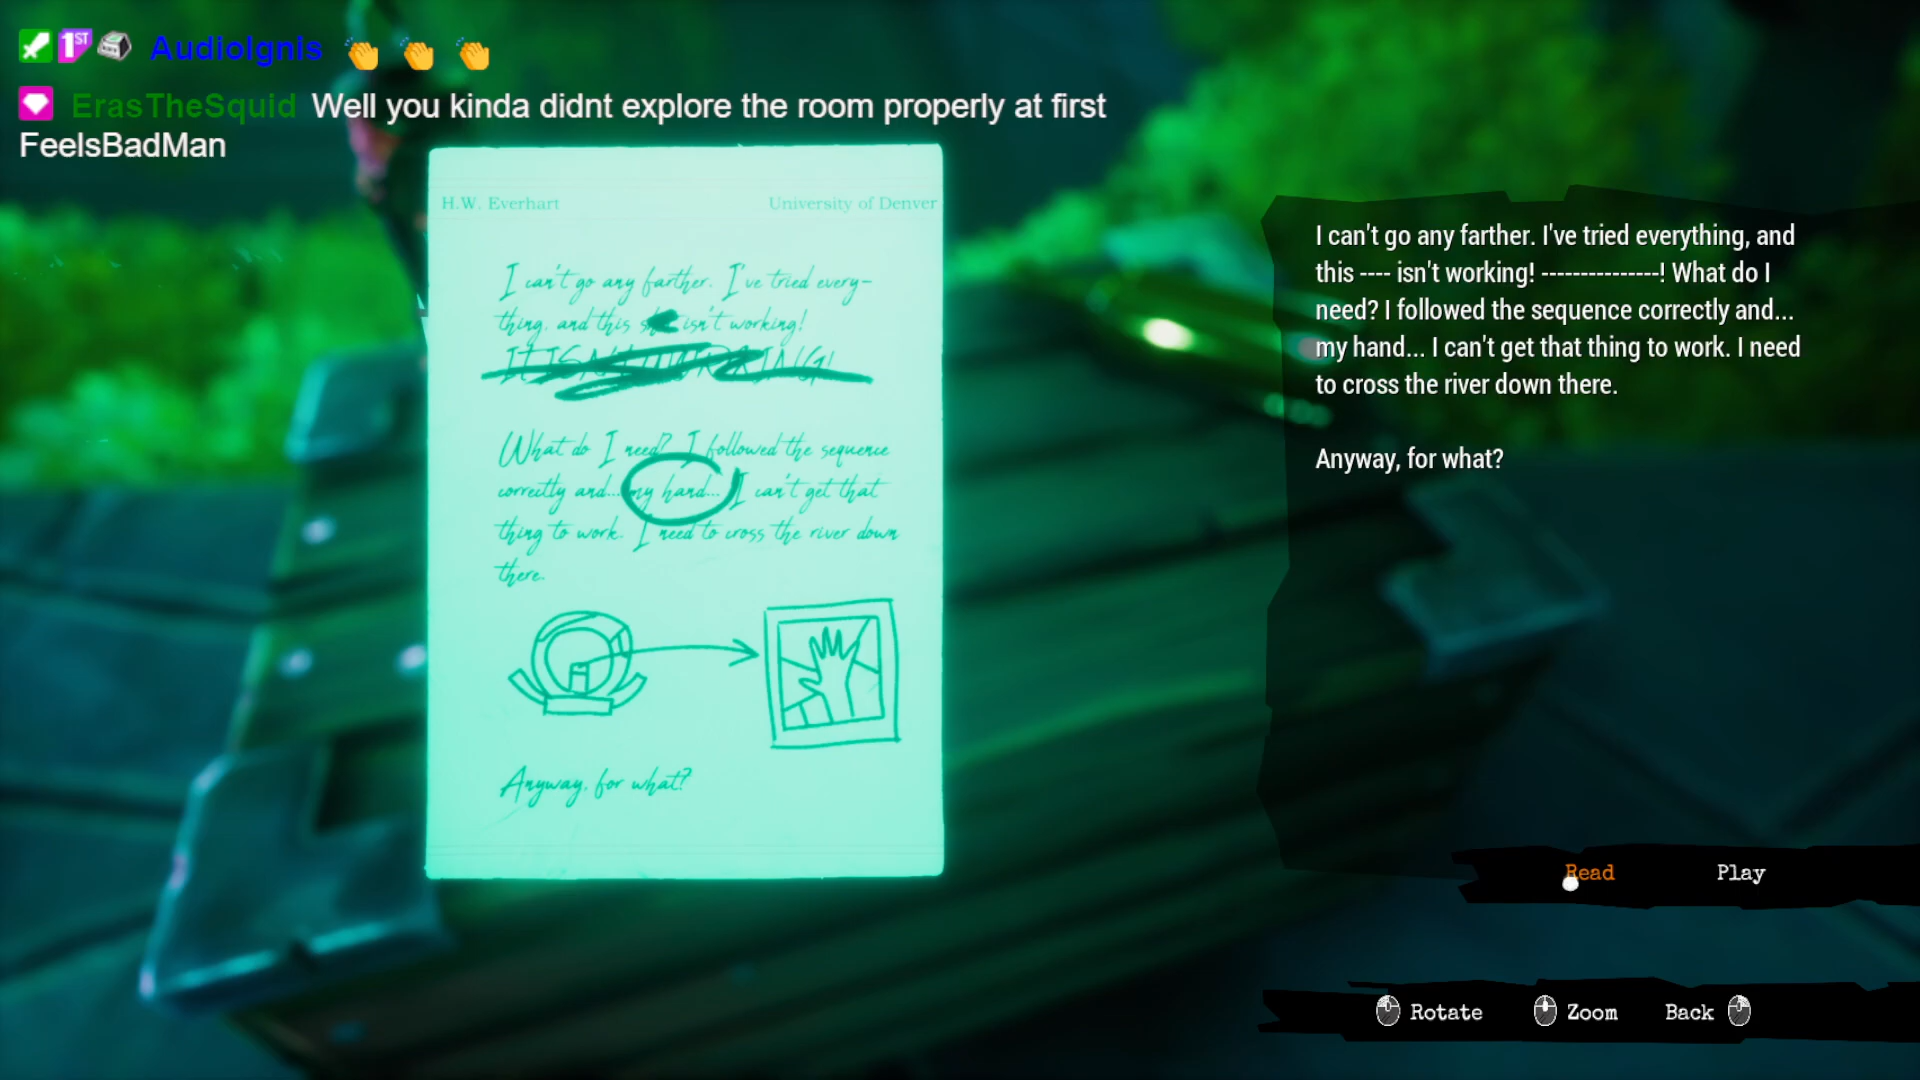 1ST AudioIgnis
ErasTheSquid Well you kinda didnt explore the room properly at first
FeelsBadMan
H.W. Everhart University of Denver
I can't go any farther. I've tried every-
thing, and this isn't working!
What do I need? I followed the sequence
correctly and... my hand... I can't get that
thing to work. I need to cross the river down
there.
Anyway, for what?
I can't go any farther. I've tried everything, and
this ---- isn't working! ---------------! What do I
need? I followed the sequence correctly and...
my hand... I can't get that thing to work. I need
to cross the river down there.
Anyway, for what?
Read Play
Rotate Zoom Back